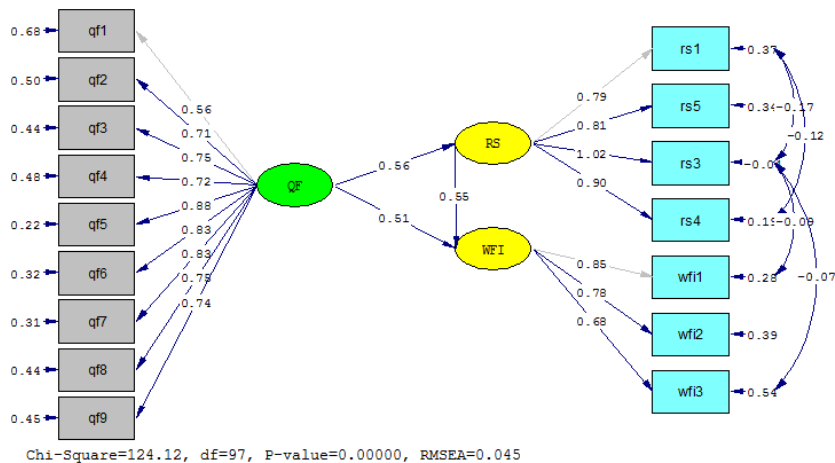 0.68 qf1
0.50 qf2
0.44 qf3
0.48 qf4
0.22 qf5
0.32 qf6
0.31 qf7
0.44 qf8
0.45 qf9
0.56
0.71
0.75
0.72
0.88
0.83
0.83
0.74
QF
0.56
0.51
RS
0.55
WFI
0.79
0.81
1.02
0.90
0.85
0.78
0.68
rs1 0.37
rs5 0.34
rs3
rs4 0.19
wfi1 0.28
wfi2 0.39
wfi3 0.54
-0.17
-0.12
-0.09
-0.07
Chi-Square=124.12, df=97, P-value=0.00000, RMSEA=0.045